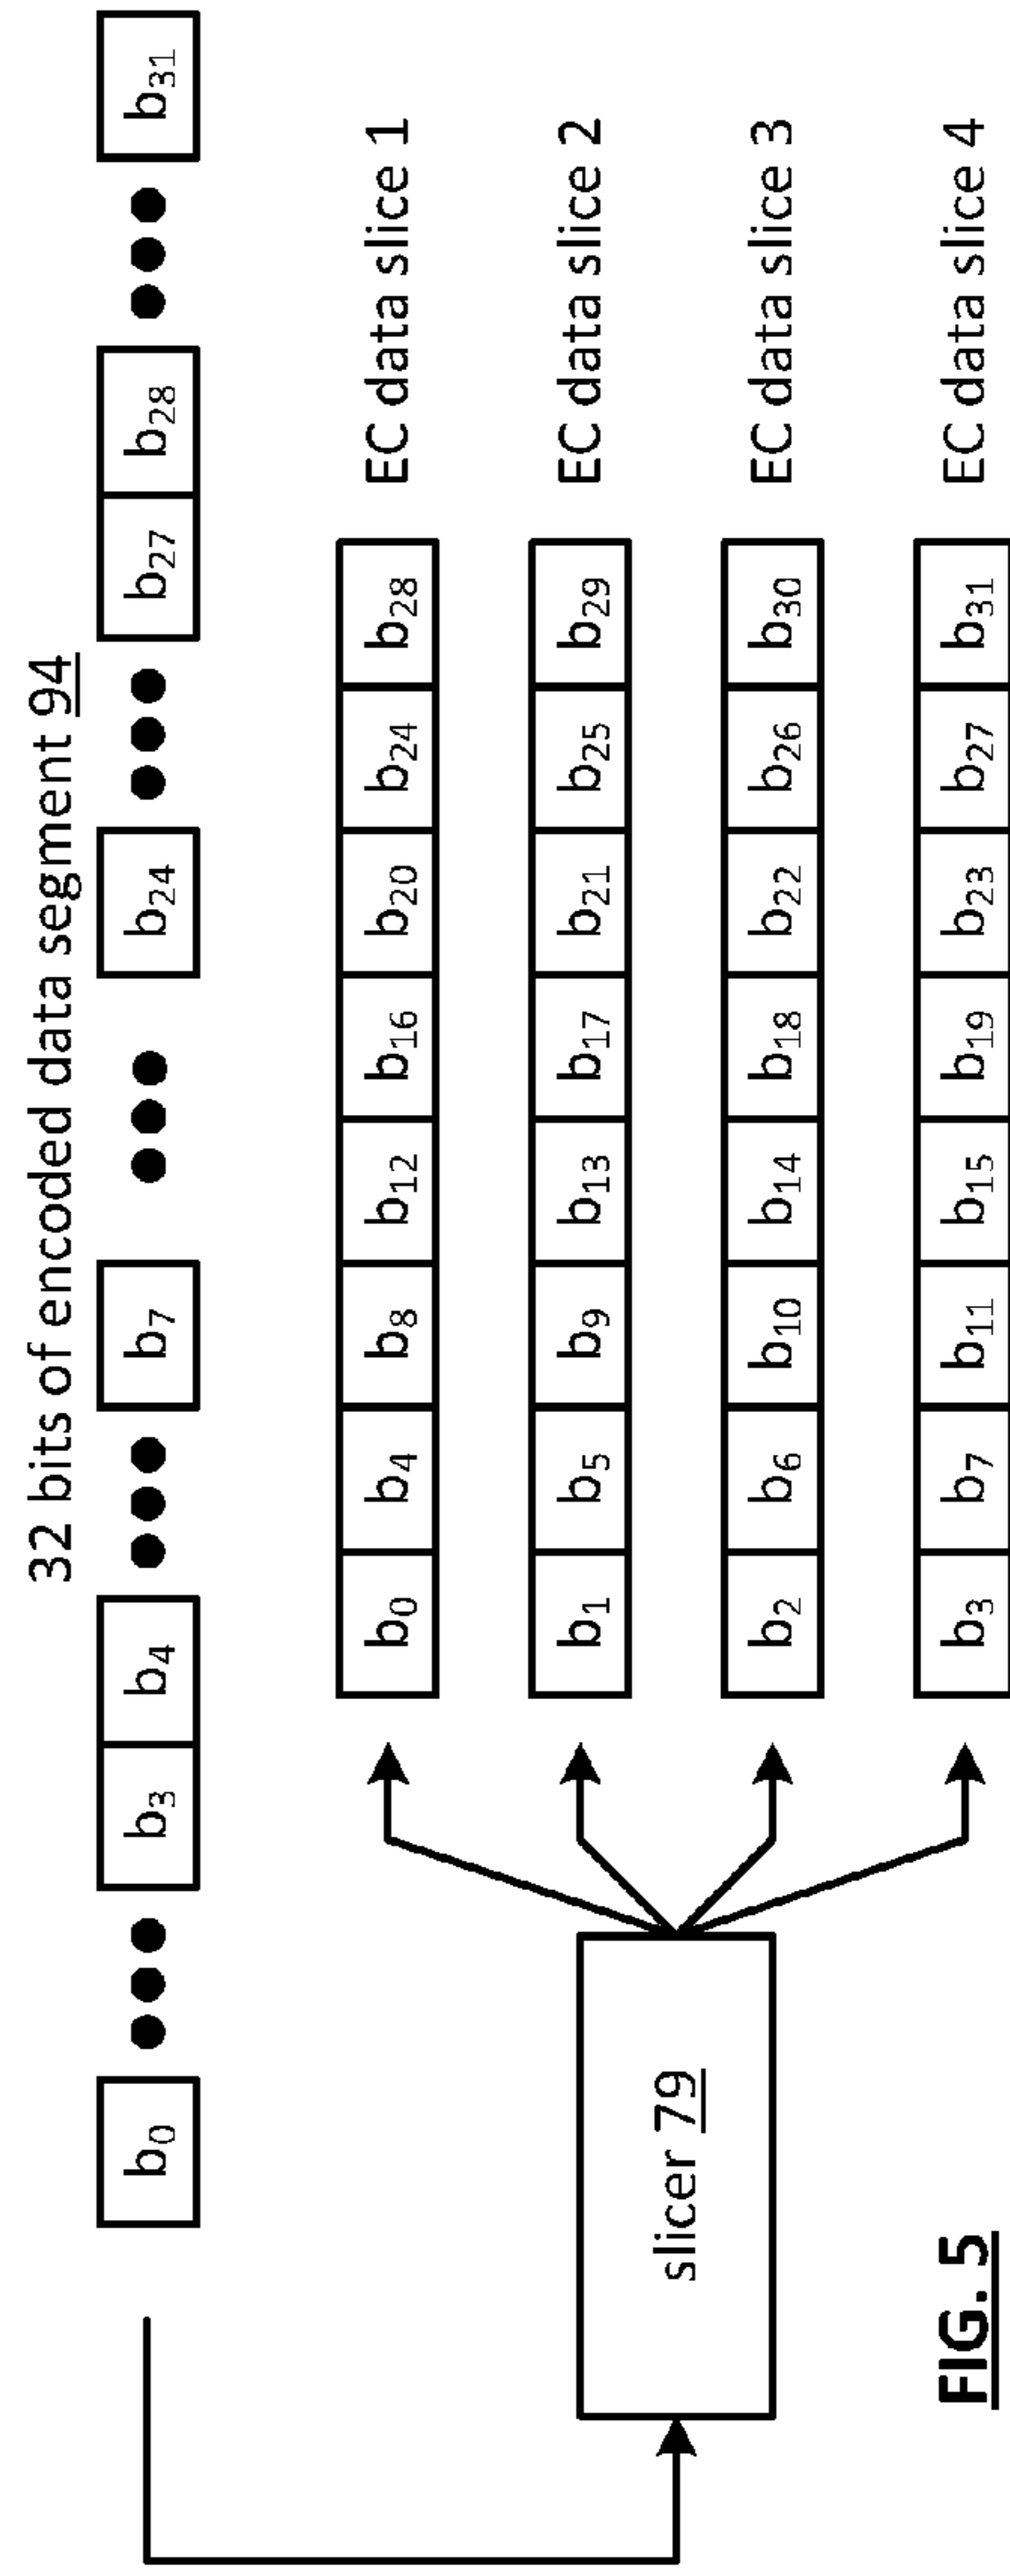 32 bits of encoded data segment 94
b0 b3 b4 b7 b24 b27 b28 b31
b0 b4 b8 b12 b16 b20 b24 b28 EC data slice 1
b1 b5 b9 b13 b17 b21 b25 b29 EC data slice 2
slicer 79
b2 b6 b10 b14 b18 b22 b26 b30 EC data slice 3
b3 b7 b11 b15 b19 b23 b27 b31 EC data slice 4
FIG. 5